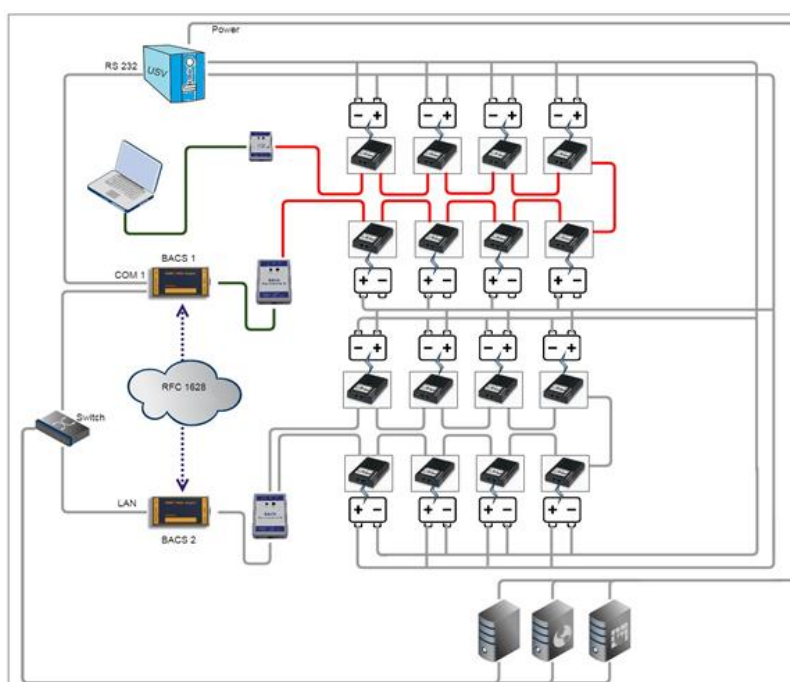 Power
RS 232
USV
BACS 1
COM 1
RFC 1628
Switch
LAN
BACS 2